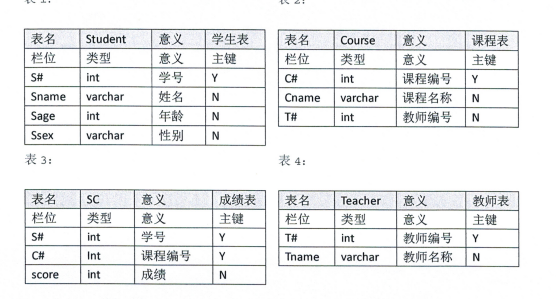 表 1:
表 2:
表名 Student 意义 学生表
栏位 类型 意义 主键
S# int 学号 Y
Sname varchar 姓名 N
Sage int 年龄 N
Ssex varchar 性别 N
表名 Course 意义 课程表
栏位 类型 意义 主键
C# int 课程编号 Y
Cname varchar 课程名称 N
T# int 教师编号 N
表 3:
表 4:
表名 SC 意义 成绩表
栏位 类型 意义 主键
S# int 学号 Y
C# Int 课程编号 Y
score Int 成绩 N
表名 Teacher 意义 教师表
栏位 类型 意义 主键
T# int 教师编号 Y
Tname varchar 教师名称 N